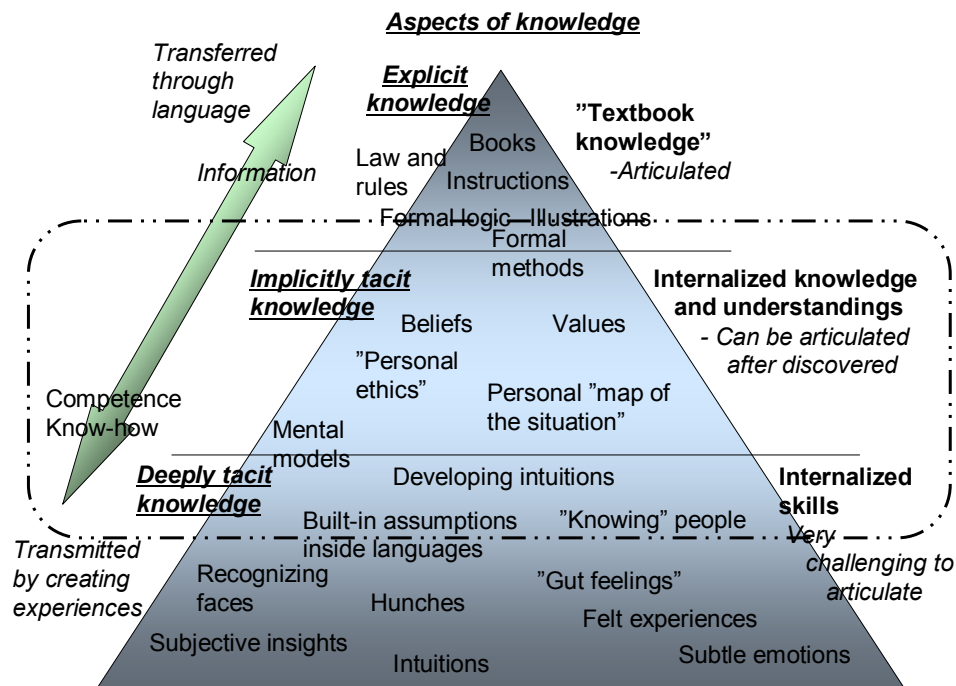 Aspects of knowledge
Transferred
through
language
Explicit
knowledge
”Textbook
knowledge”
-Articulated
Books
Law and
rules
Information
Instructions
Formal logic
Illustrations
Formal
methods
Implicitly tacit
knowledge
Internalized knowledge
and understandings
- Can be articulated
after discovered
Beliefs
Values
”Personal
ethics”
Personal ”map of
the situation”
Competence
Know-how
Mental
models
Deeply tacit
knowledge
Developing intuitions
Internalized
skills
Very
challenging to
articulate
Built-in assumptions
inside languages
”Knowing” people
Transmitted
by creating
experiences
Recognizing
faces
Hunches
”Gut feelings”
Felt experiences
Subjective insights
Intuitions
Subtle emotions